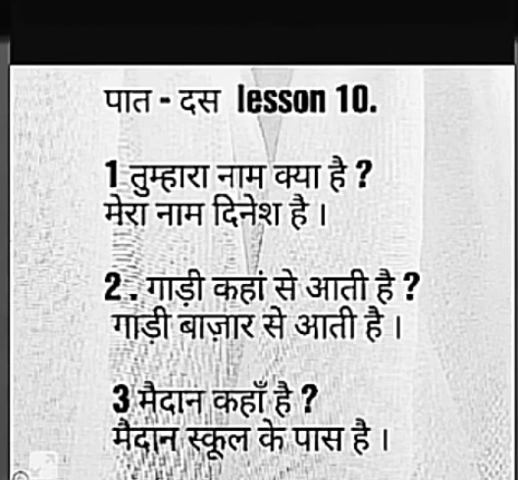 पात - दस lesson 10.
1 तुम्हारा नाम क्या है ?
मेरा नाम दिनेश है ।
2 . गाड़ी कहां से आती है ?
गाड़ी बाज़ार से आती है ।
3 मैदान कहाँ है ?
मैदान स्कूल के पास है ।